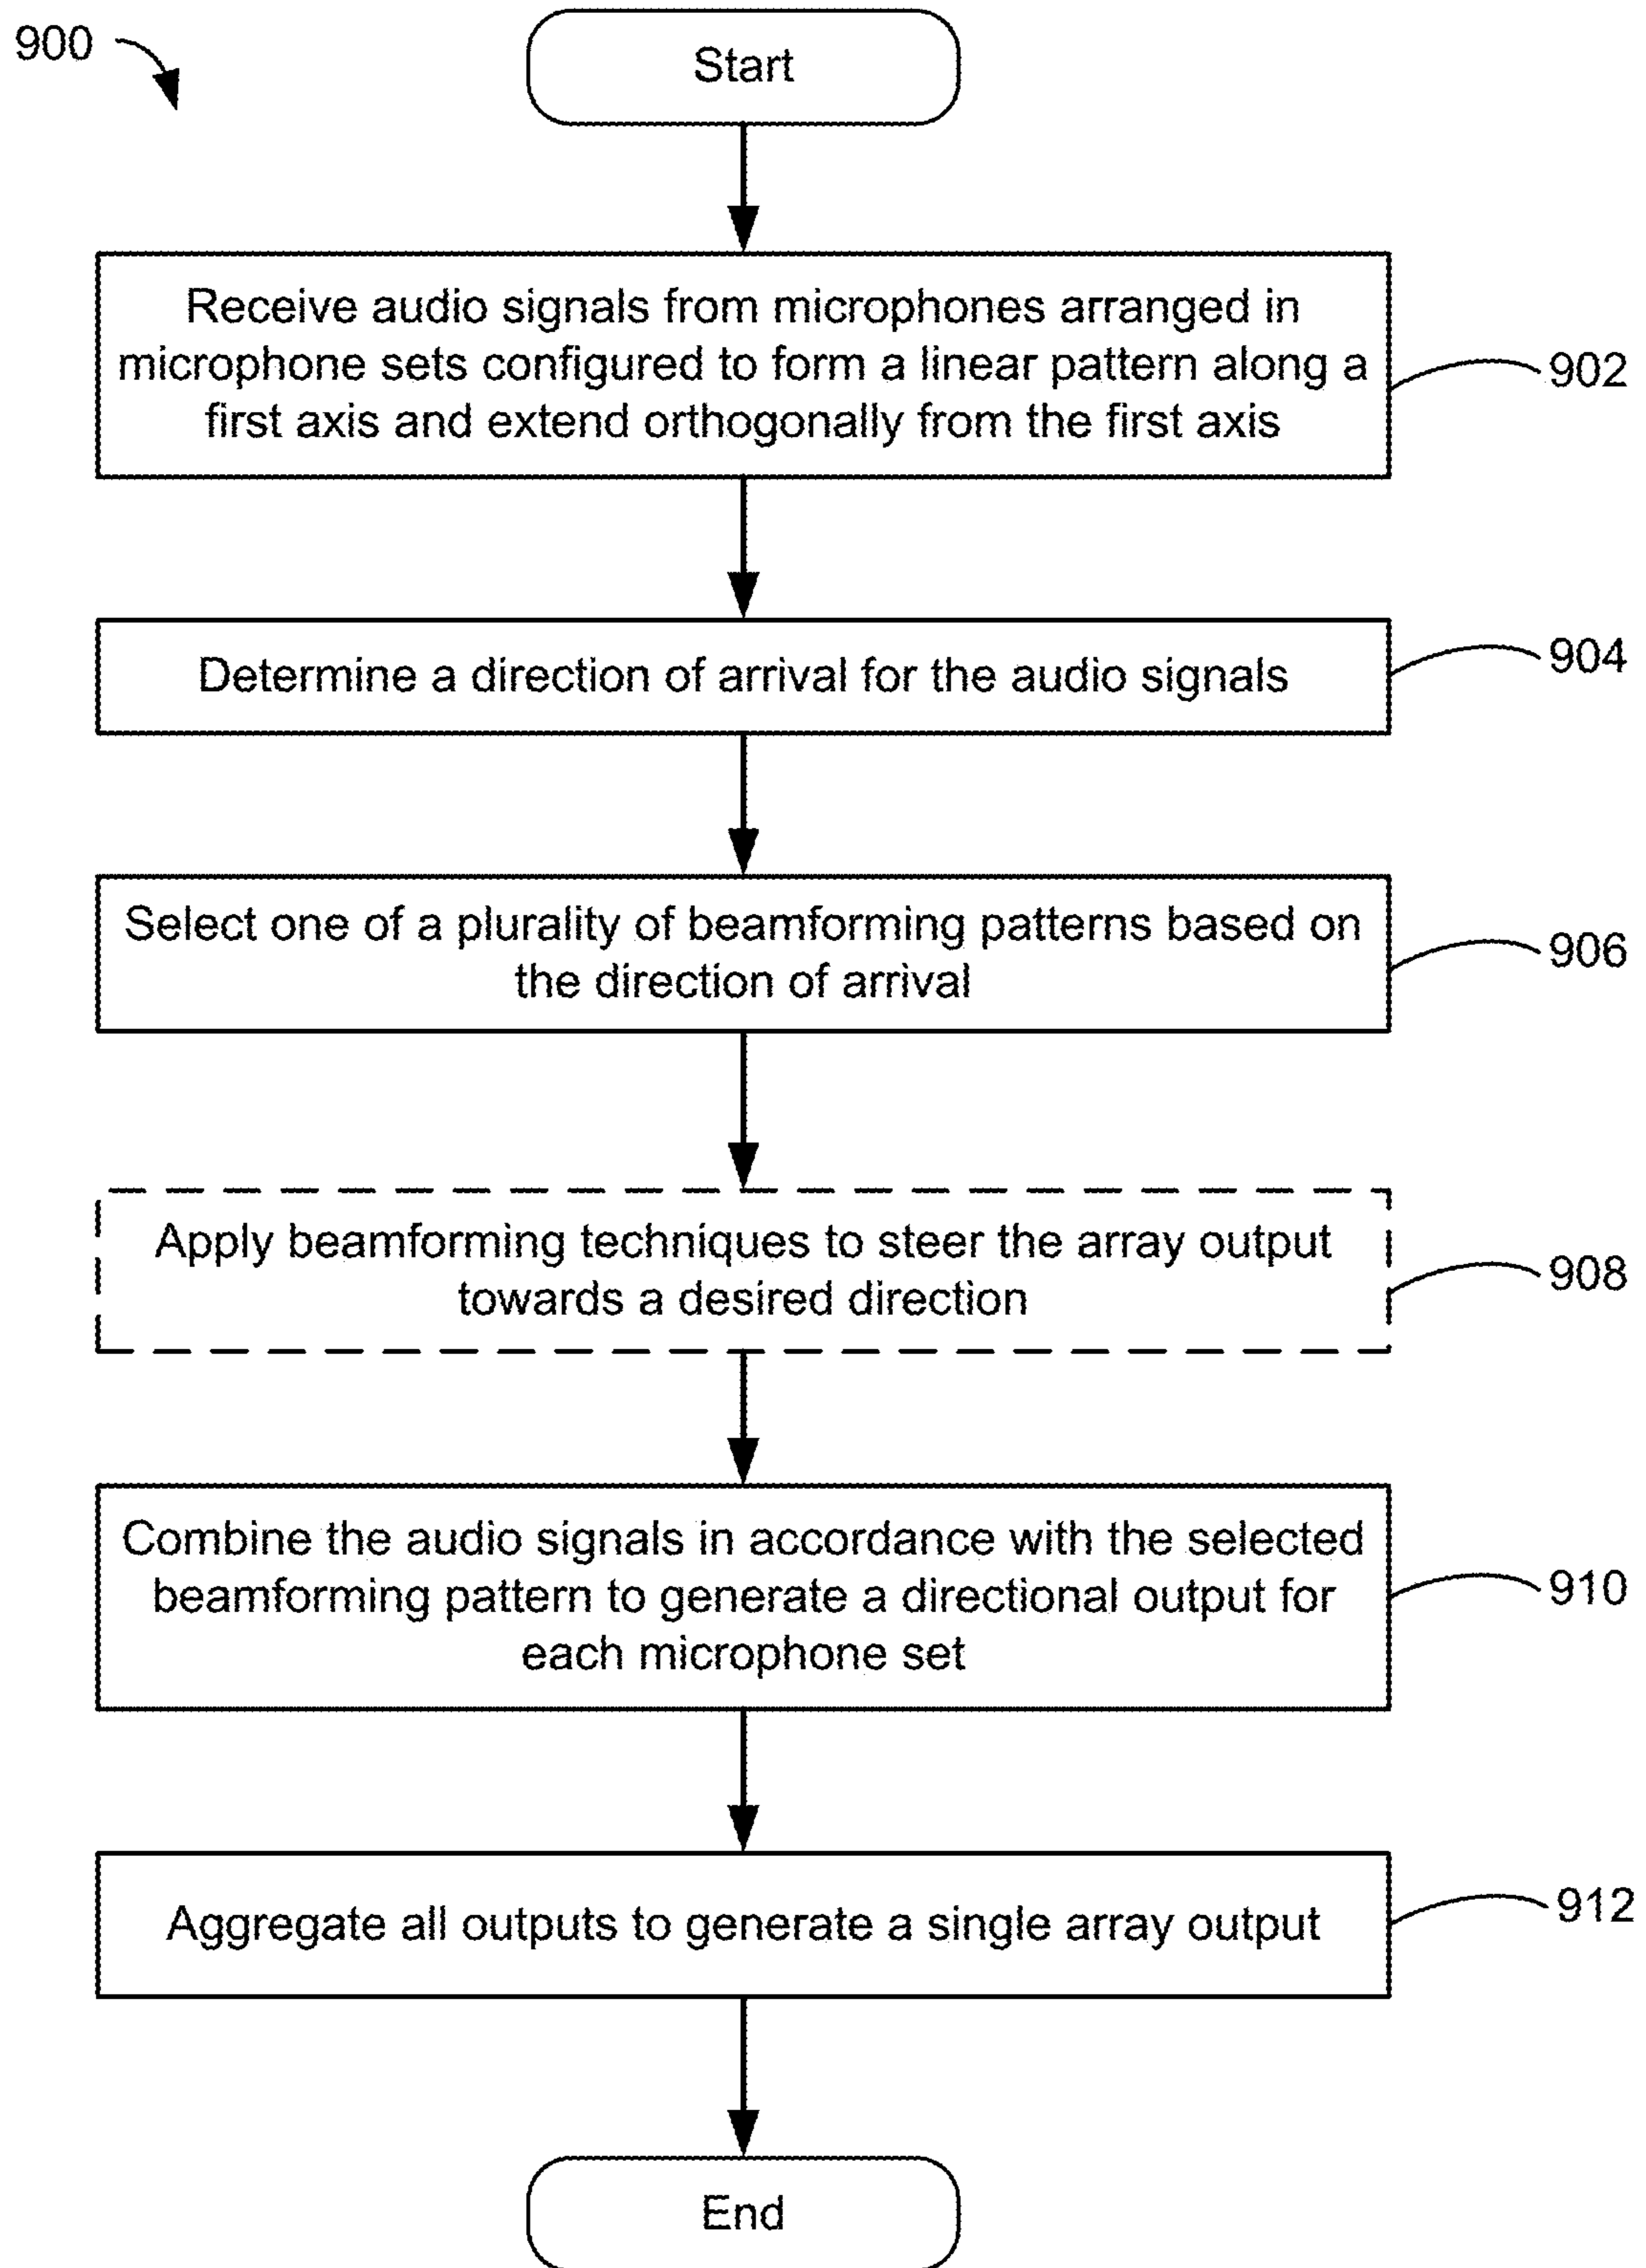 900
Start
Receive audio signals from microphones arranged in
microphone sets configured to form a linear pattern along a
first axis and extend orthogonally from the first axis
902
Determine a direction of arrival for the audio signals
904
Select one of a plurality of beamforming patterns based on
the direction of arrival
906
Apply beamforming techniques to steer the array output
towards a desired direction
908
Combine the audio signals in accordance with the selected
beamforming pattern to generate a directional output for
each microphone set
910
Aggregate all outputs to generate a single array output
912
End